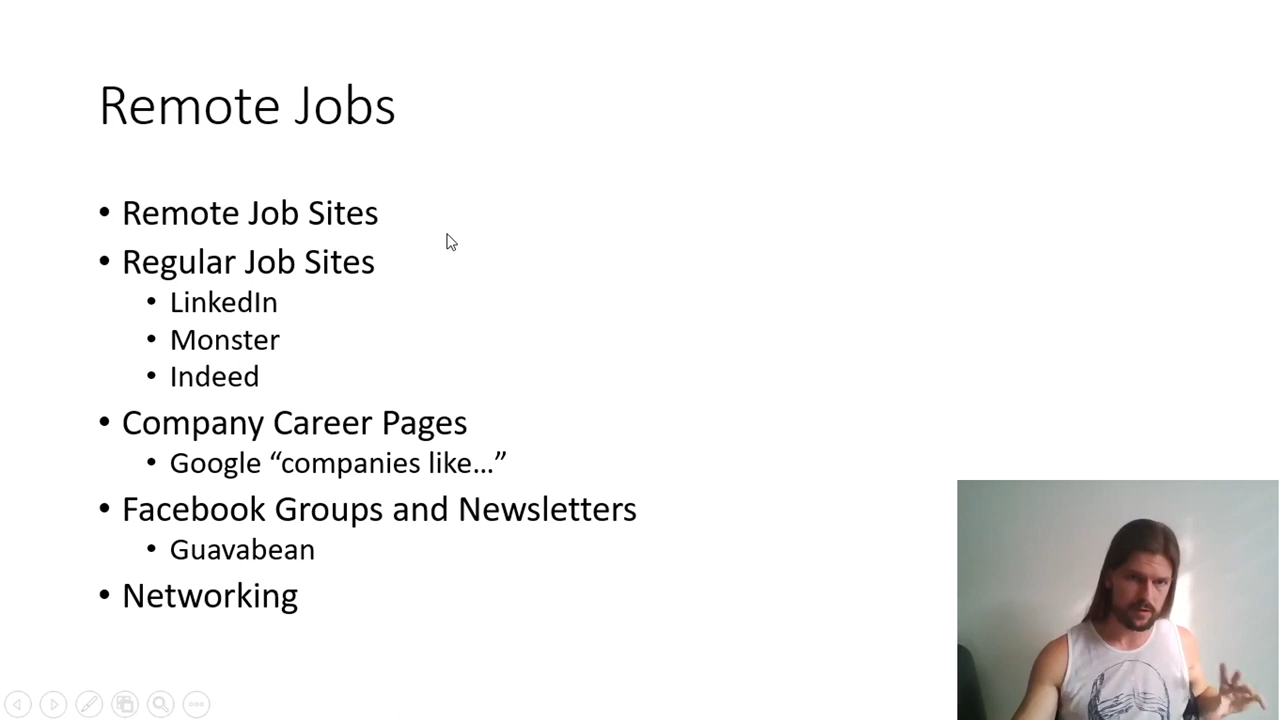 Remote Jobs
• Remote Job Sites
• Regular Job Sites
• LinkedIn
• Monster
• Indeed
• Company Career Pages
• Google “companies like…”
• Facebook Groups and Newsletters
• Guavabean
• Networking